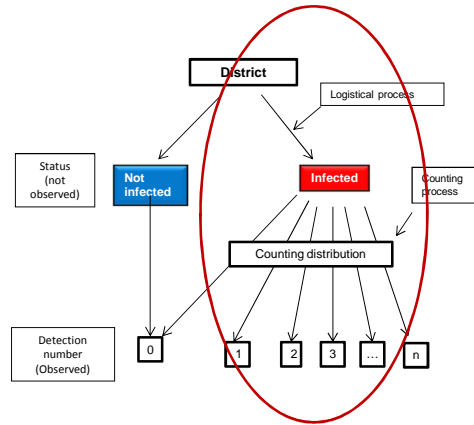 District
Logistical process
Status
(not
observed)
Not
infected
Infected
Counting
process
Counting distribution
Detection
number
(Observed)
0
1
2
3
...
n